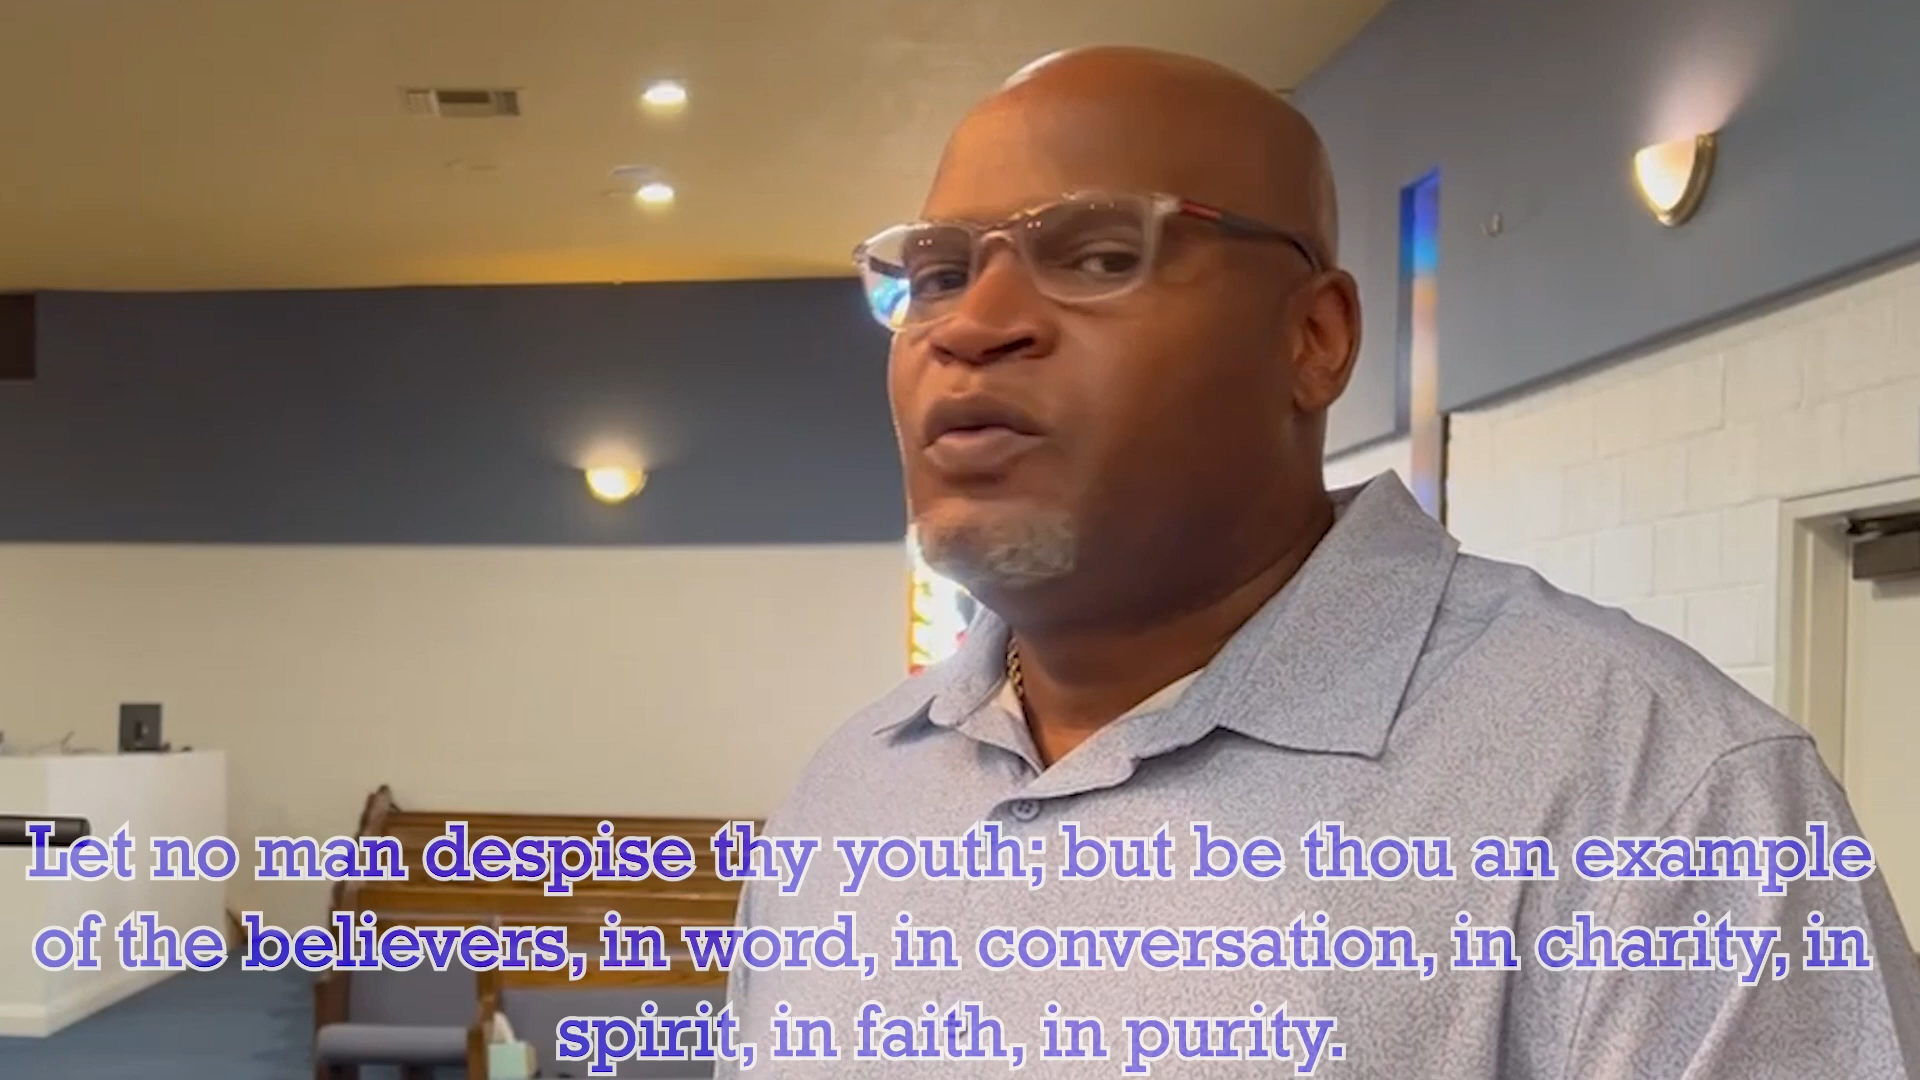 Let no man despise thy youth; but be thou an example
of the believers, in word, in conversation, in charity, in
spirit, in faith, in purity.